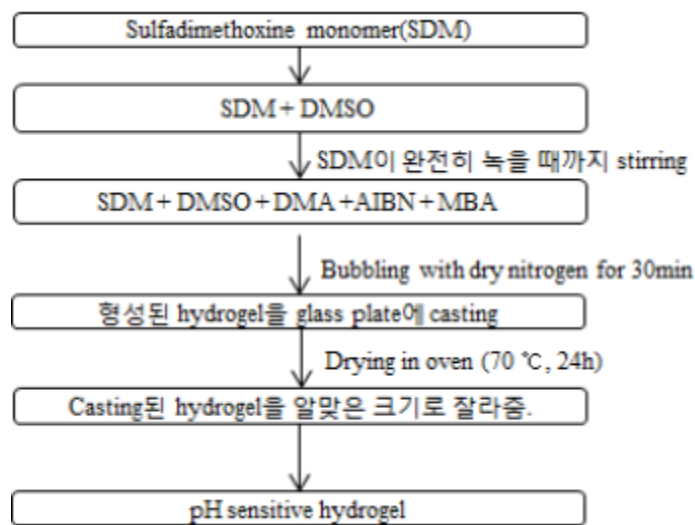 Sulfadimethoxine monomer(SDM)
SDM + DMSO
SDM이 완전히 녹을 때까지 stirring
SDM + DMSO + DMA +AIBN + MBA
Bubbling with dry nitrogen for 30min
형성된 hydrogel을 glass plate에 casting
Drying in oven (70 ℃, 24h)
Casting된 hydrogel을 알맞은 크기로 잘라줌.
pH sensitive hydrogel